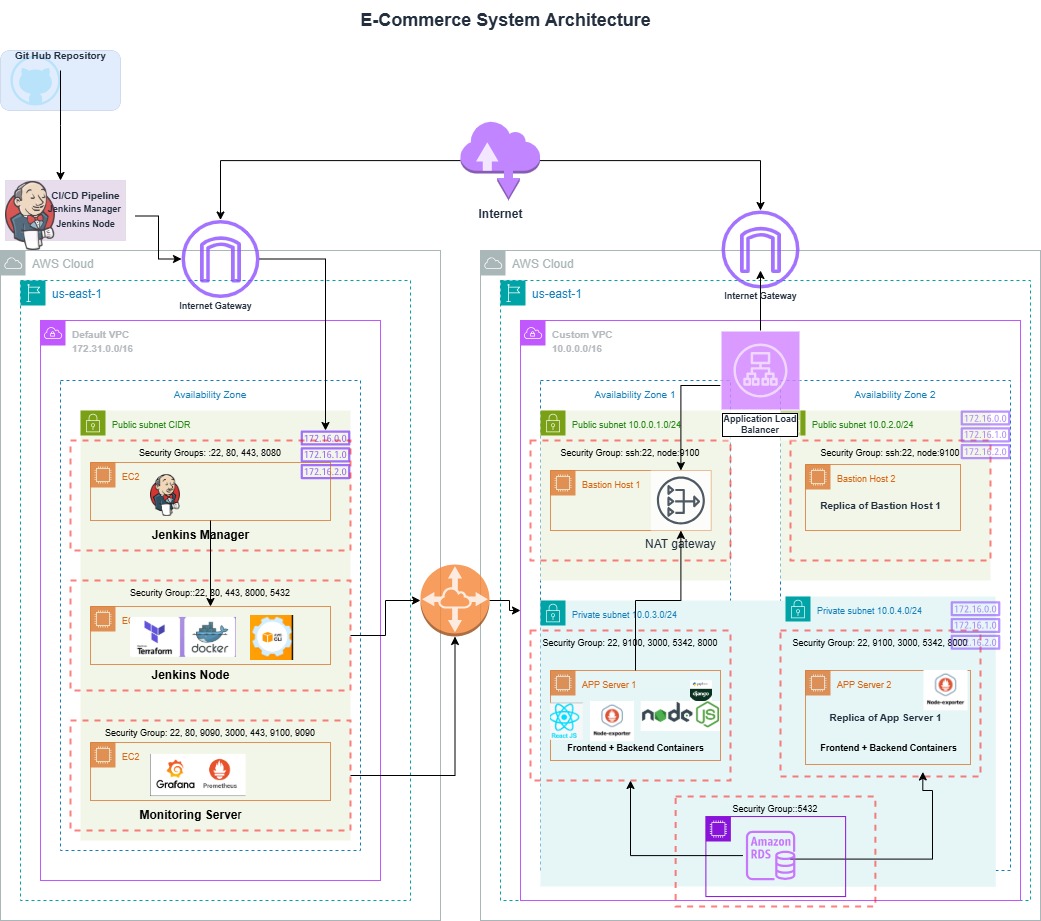 E-Commerce System Architecture
Git Hub Repository
CI/CD Pipeline
Jenkins Manager
Jenkins Node
Internet
Internet Gateway
Internet Gateway
AWS Cloud
us-east-1
Default VPC
172.31.0.0/16
Availability Zone
Public subnet CIDR
172.16.0.0
172.16.1.0
172.16.2.0
Security Groups: :22, 80, 443, 8080
EC2
Jenkins Manager
Security Group::22, 80, 443, 8000, 5432
Terraform
docker
AWS CLI
Jenkins Node
Security Group: 22, 80, 9090, 3000, 443, 9100, 9090
EC2
Grafana
Prometheus
Monitoring Server
AWS Cloud
us-east-1
Custom VPC
10.0.0.0/16
Application Load
Balancer
Availability Zone 1
Public subnet 10.0.0.1.0/24
Security Group: ssh:22, node:9100
Bastion Host 1
NAT gateway
Availability Zone 2
Public subnet 10.0.2.0/24
172.16.0.0
172.16.1.0
172.16.2.0
Security Group: ssh:22, node:9100
Bastion Host 2
Replica of Bastion Host 1
Private subnet 10.0.3.0/24
Security Group: 22, 9100, 3000, 5342, 8000
APP Server 1
django
React JS
Node-exporter
node JS
Frontend + Backend Containers
Private subnet 10.0.4.0/24
172.16.0.0
172.16.1.0
Security Group: 22, 9100, 3000, 5342, 8000
APP Server 2
Node-exporter
Replica of App Server 1
Frontend + Backend Containers
Security Group::5432
Amazon
RDS